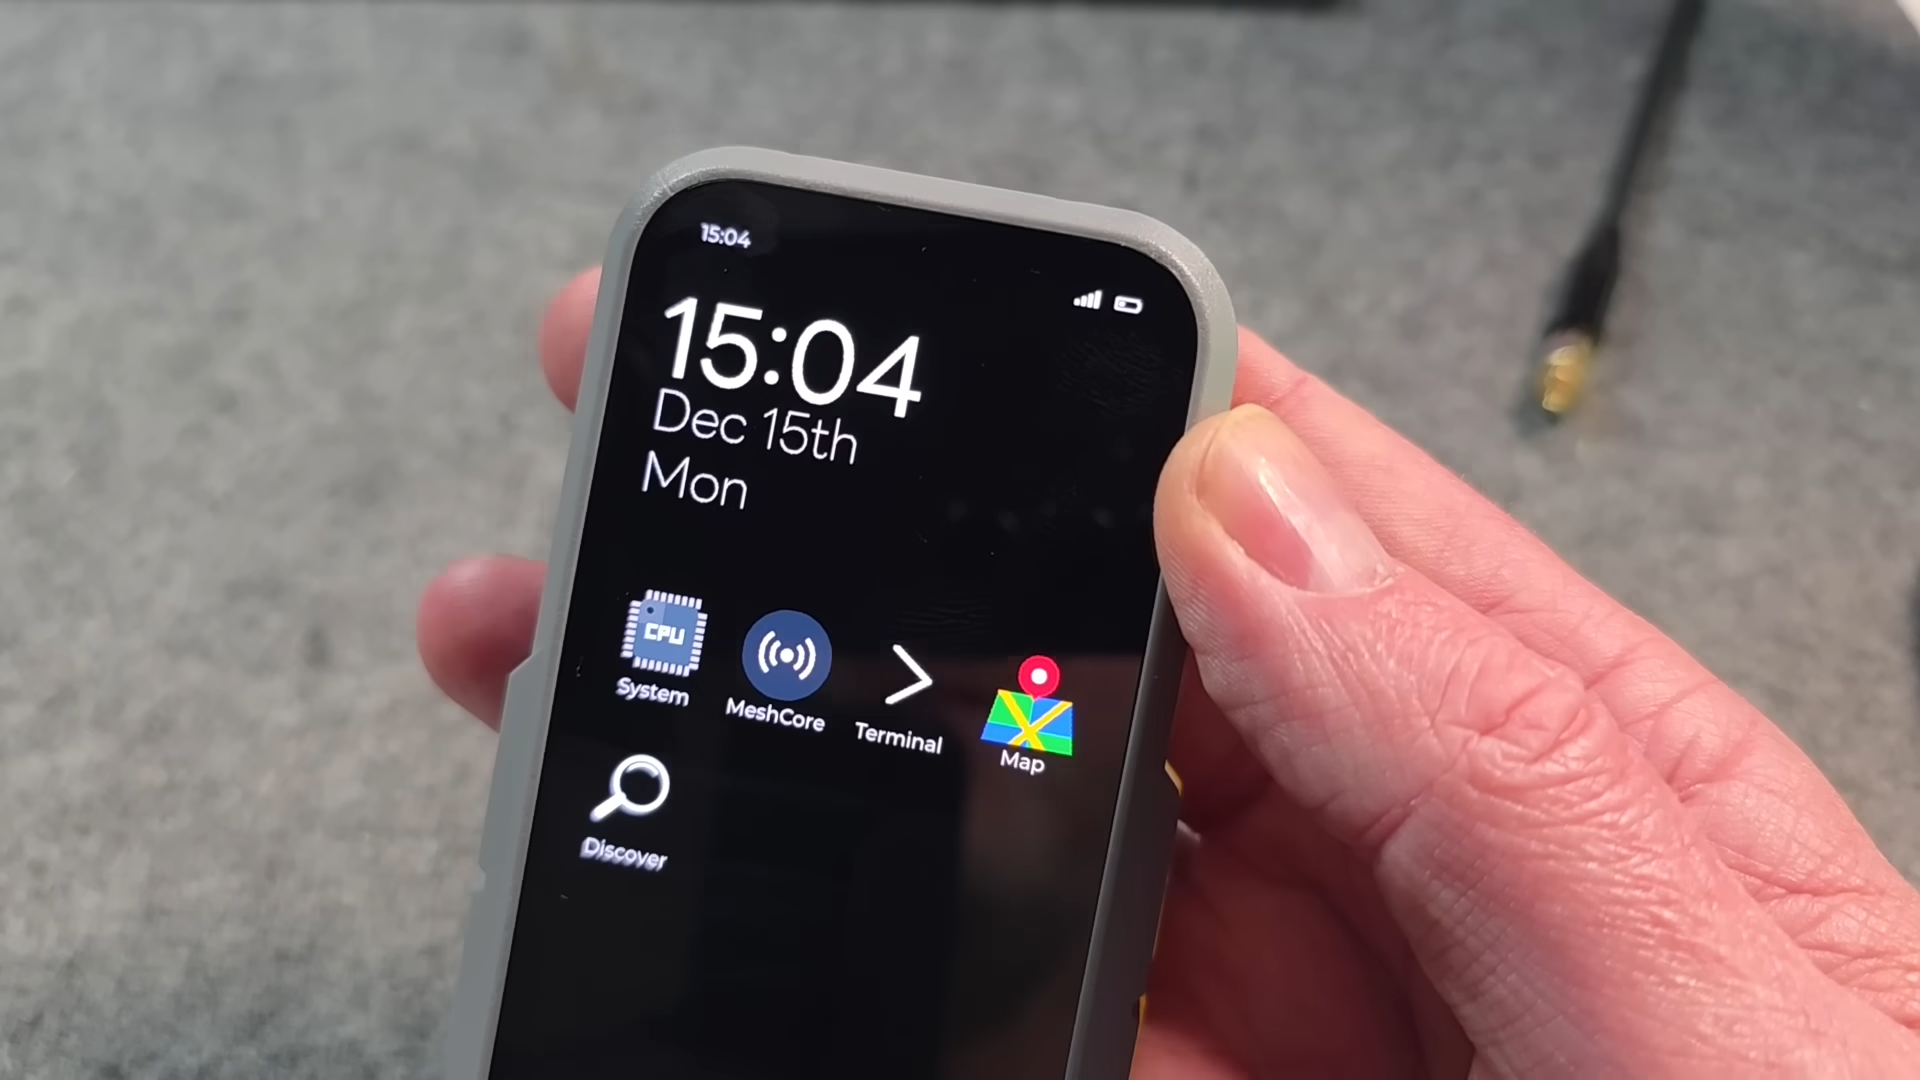 15:04
15:04
Dec 15th
Mon
CPU
System
MeshCore
Terminal
Map
Discover